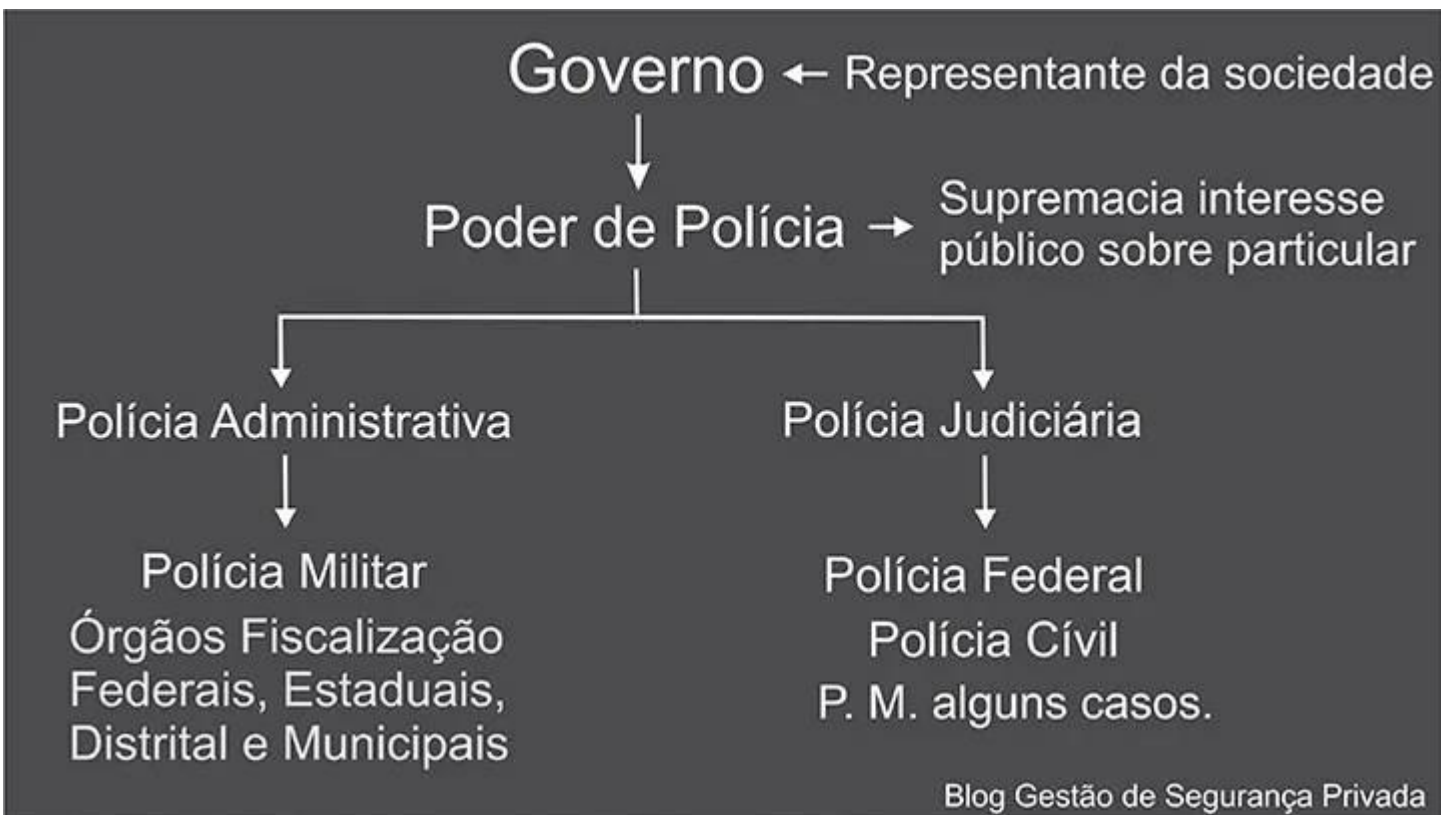 Governo ← Representante da sociedade
Poder de Polícia → Supremacia interesse
público sobre particular
Polícia Administrativa
Polícia Judiciária
Polícia Militar
Órgãos Fiscalização
Federais, Estaduais,
Distrital e Municipais
Polícia Federal
Polícia Cívil
P. M. alguns casos.
Blog Gestão de Segurança Privada